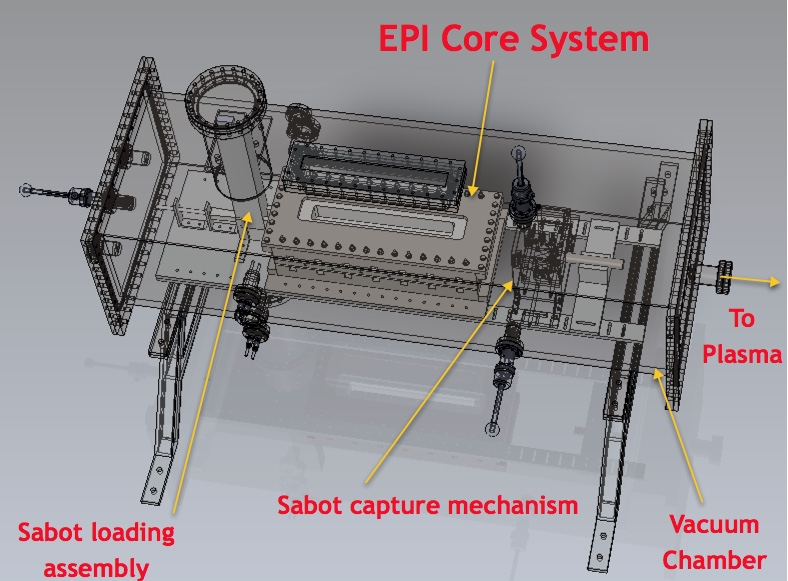 EPI Core System
To
Plasma
Sabot capture mechanism
Sabot loading
assembly
Vacuum
Chamber